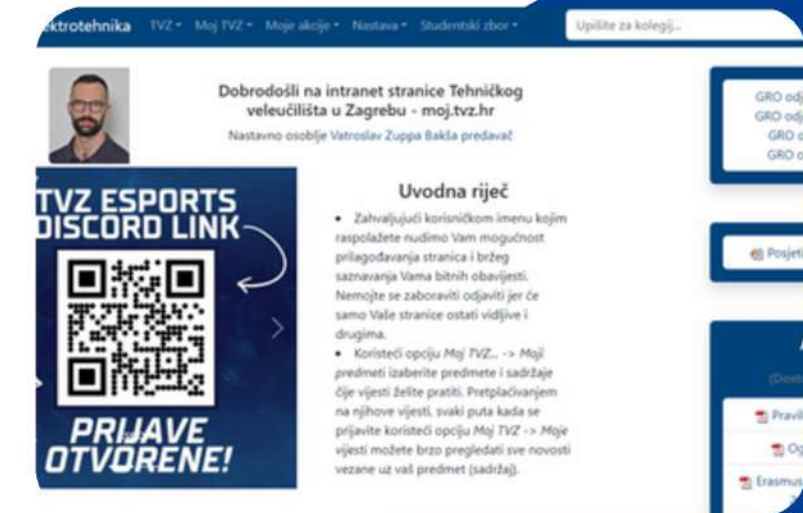 ektrotehnika TVZ Moj TVZ Moje akcije Nastava Studentski zbor Upišite za kolegij...
Dobrodošli na intranet stranice Tehničkog
veleučilišta u Zagrebu - moj.tvz.hr
Nastavno osoblje Vatroslav Zuppa Bakša predavač
TVZ ESPORTS
DISCORD LINK
PRIJAVE
OTVORENE!
Uvodna riječ
• Zahvaljujući korisničkom imenu kojim
raspolažete nudimo Vam mogućnost
prilagođavanja stranica i bržeg
saznavanja Vama bitnih obavijesti.
Nemojte se zaboraviti odjaviti jer će
samo Vaše stranice ostati vidljive i
drugima.
• Koristeći opciju Moj TVZ... -> Moji
predmeti izaberite predmete i sadržaje
čije vijesti želite pratiti. Pretplaćivanjem
na njihove vijesti, svaki puta kada se
prijavite koristeći opciju Moj TVZ -> Moje
vijesti možete brzo pregledati sve novosti
vezane uz vaš predmet (sadržaj).
GRO odj
GRO odj
GRO o
GRO o
Posjeti
A
(Dost
Pravil
Og
Erasmus